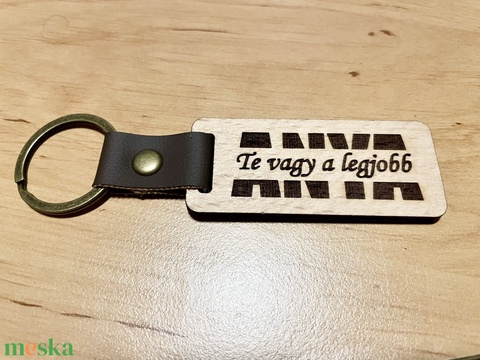 ANYA
Te vagy a legjobb
meska